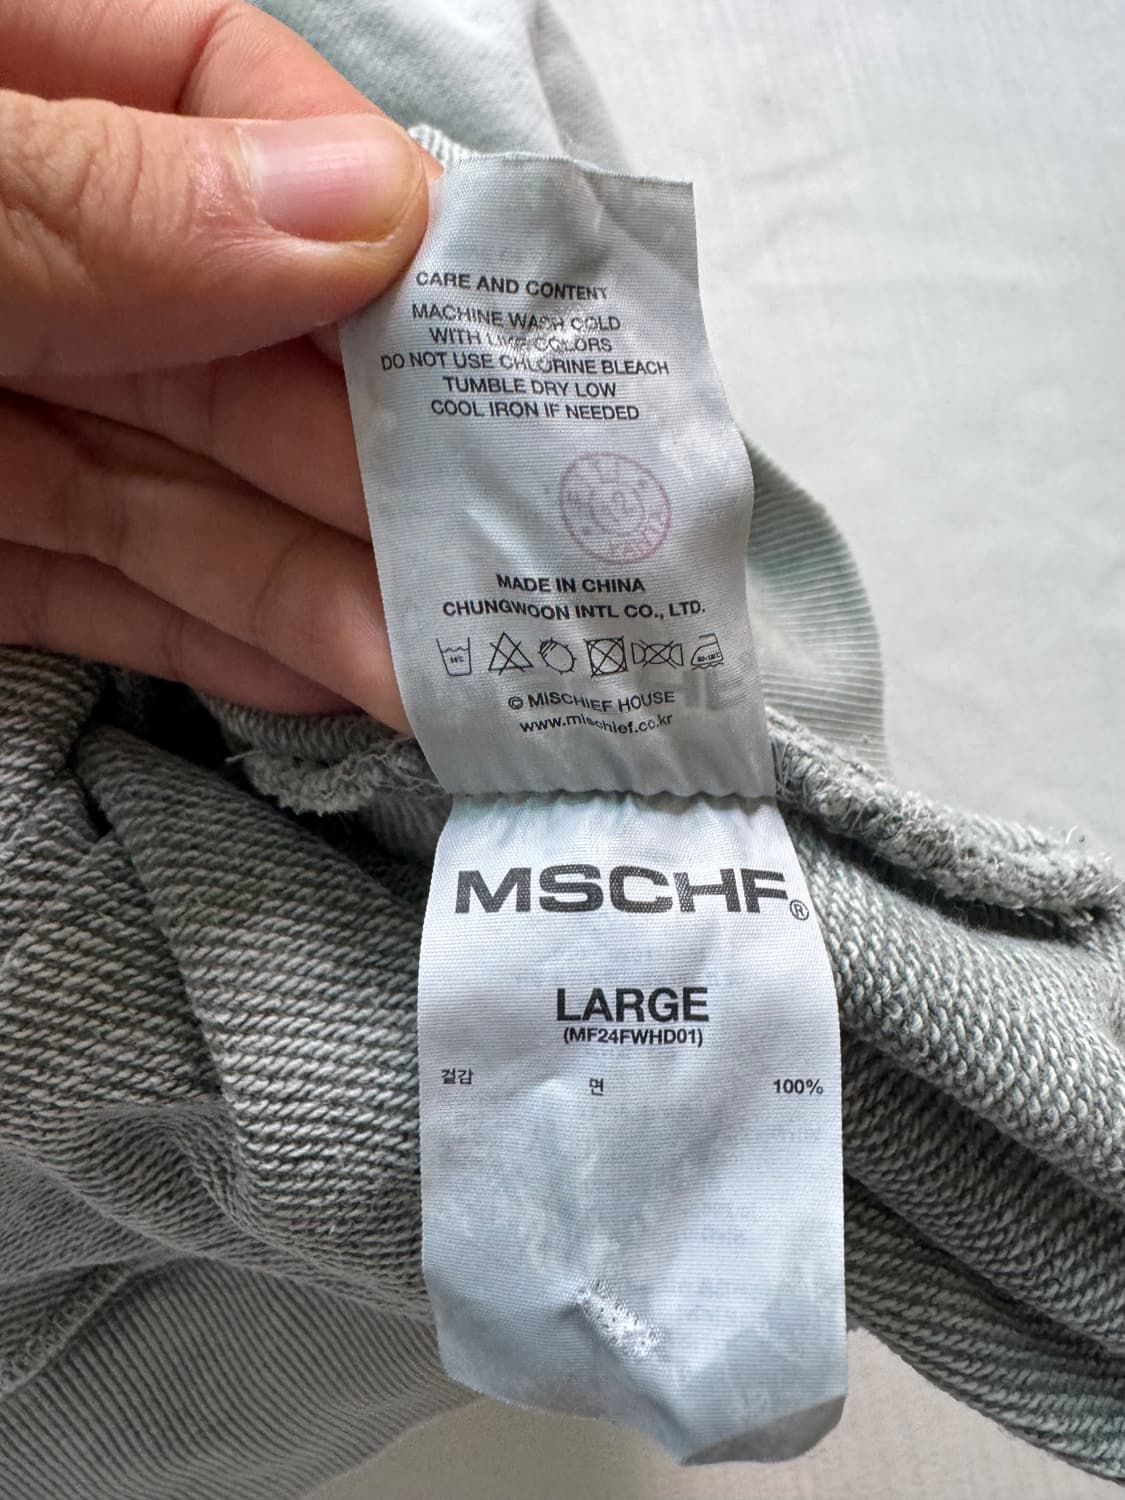 CARE AND CONTENT
MACHINE WASH COLD
WITH LIKE COLORS
DO NOT USE CHLORINE BLEACH
TUMBLE DRY LOW
COOL IRON IF NEEDED
MADE IN CHINA
CHUNGWOON INTL CO., LTD.
© MISCHIEF HOUSE
www.mischief.co.kr
MSCHF®
LARGE
(MF24FWHD01)
겉감 면 100%